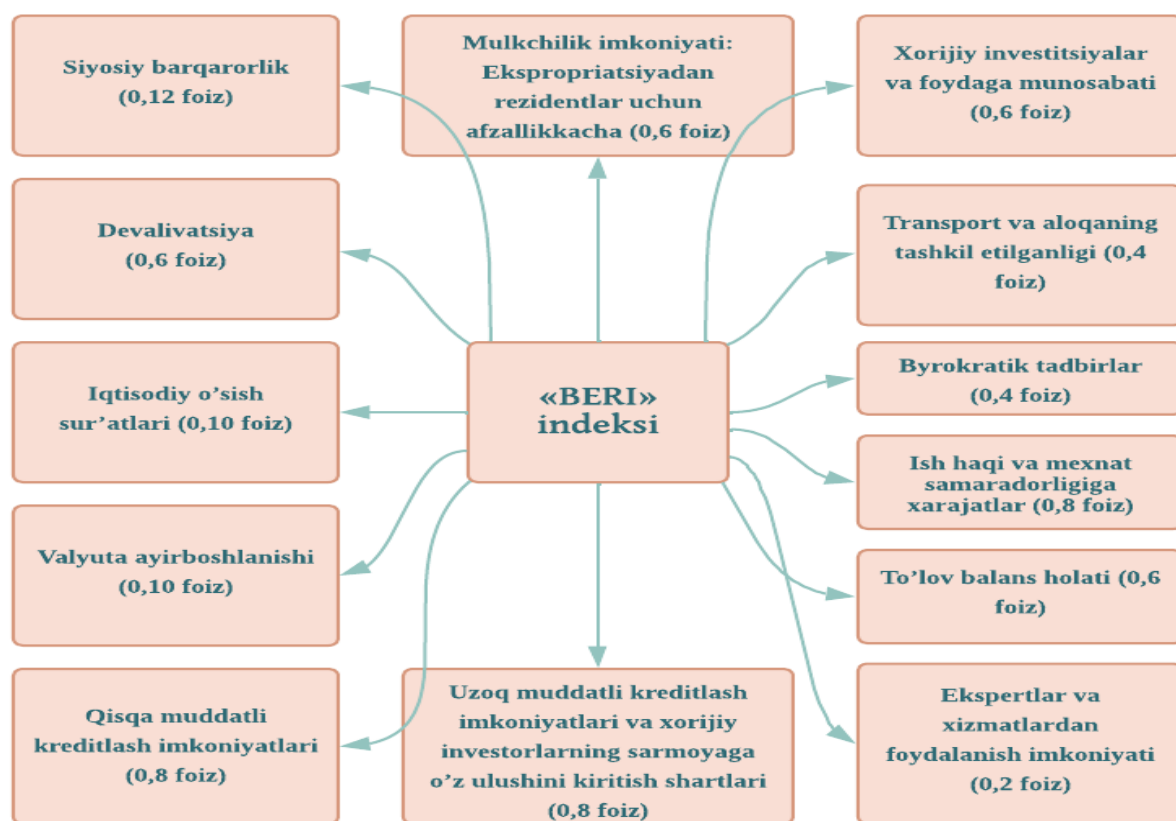 Siyosiy barqarorlik
(0,12 foiz)
Mulkchilik imkoniyati:
Ekspropriatsiyadan
rezidentlar uchun
afzallikkacha (0,6 foiz)
Xorijiy investitsiyalar
va foydaga munosabati
(0,6 foiz)
Devalivatsiya
(0,6 foiz)
Transport va aloqaning
tashkil etilganligi (0,4
foiz)
Iqtisodiy o’sish
sur’atlari (0,10 foiz)
«BERI»
indeksi
Byrokratik tadbirlar
(0,4 foiz)
Ish haqi va mexnat
samaradorligiga
xarajatlar (0,8 foiz)
Valyuta ayirboshlanishi
(0,10 foiz)
To’lov balans holati (0,6
foiz)
Qisqa muddatli
kreditlash imkoniyatlari
(0,8 foiz)
Uzoq muddatli kreditlash
imkoniyatlari va xorijiy
investorlarning sarmoyaga
o’z ulushini kiritish shartlari
(0,8 foiz)
Ekspertlar va
xizmatlardan
foydalanish imkoniyati
(0,2 foiz)